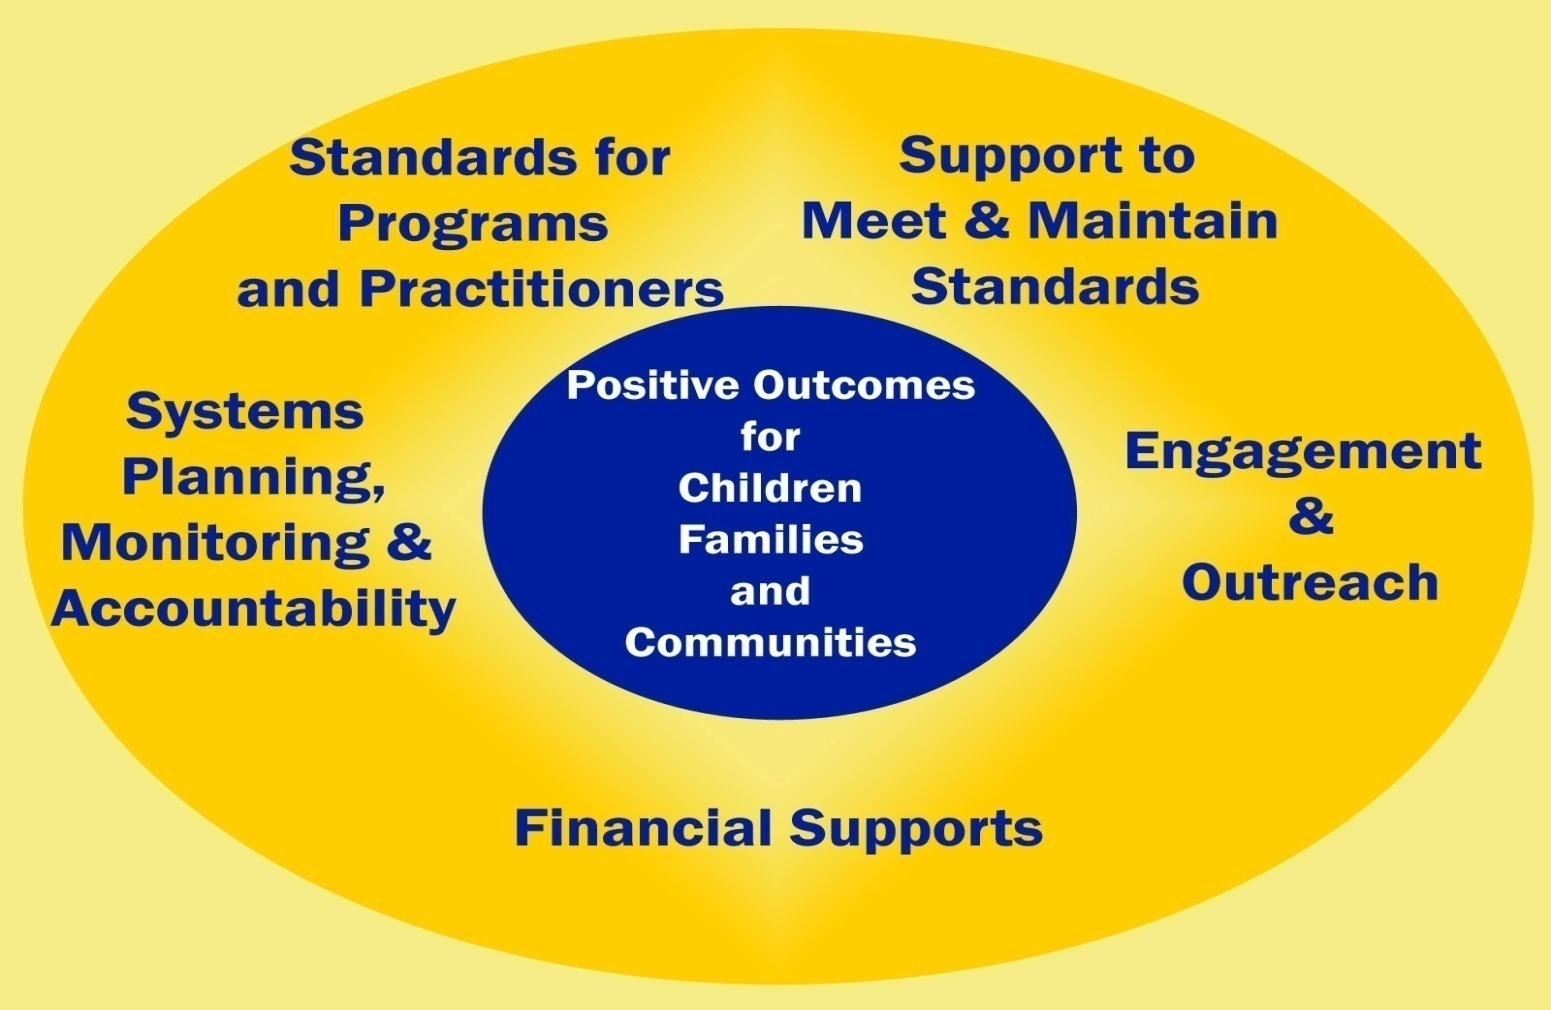 Standards for
Programs
and Practitioners
Support to
Meet & Maintain
Standards
Systems
Planning,
Monitoring &
Accountability
Positive Outcomes
for
Children
Families
and
Communities
Engagement
&
Outreach
Financial Supports